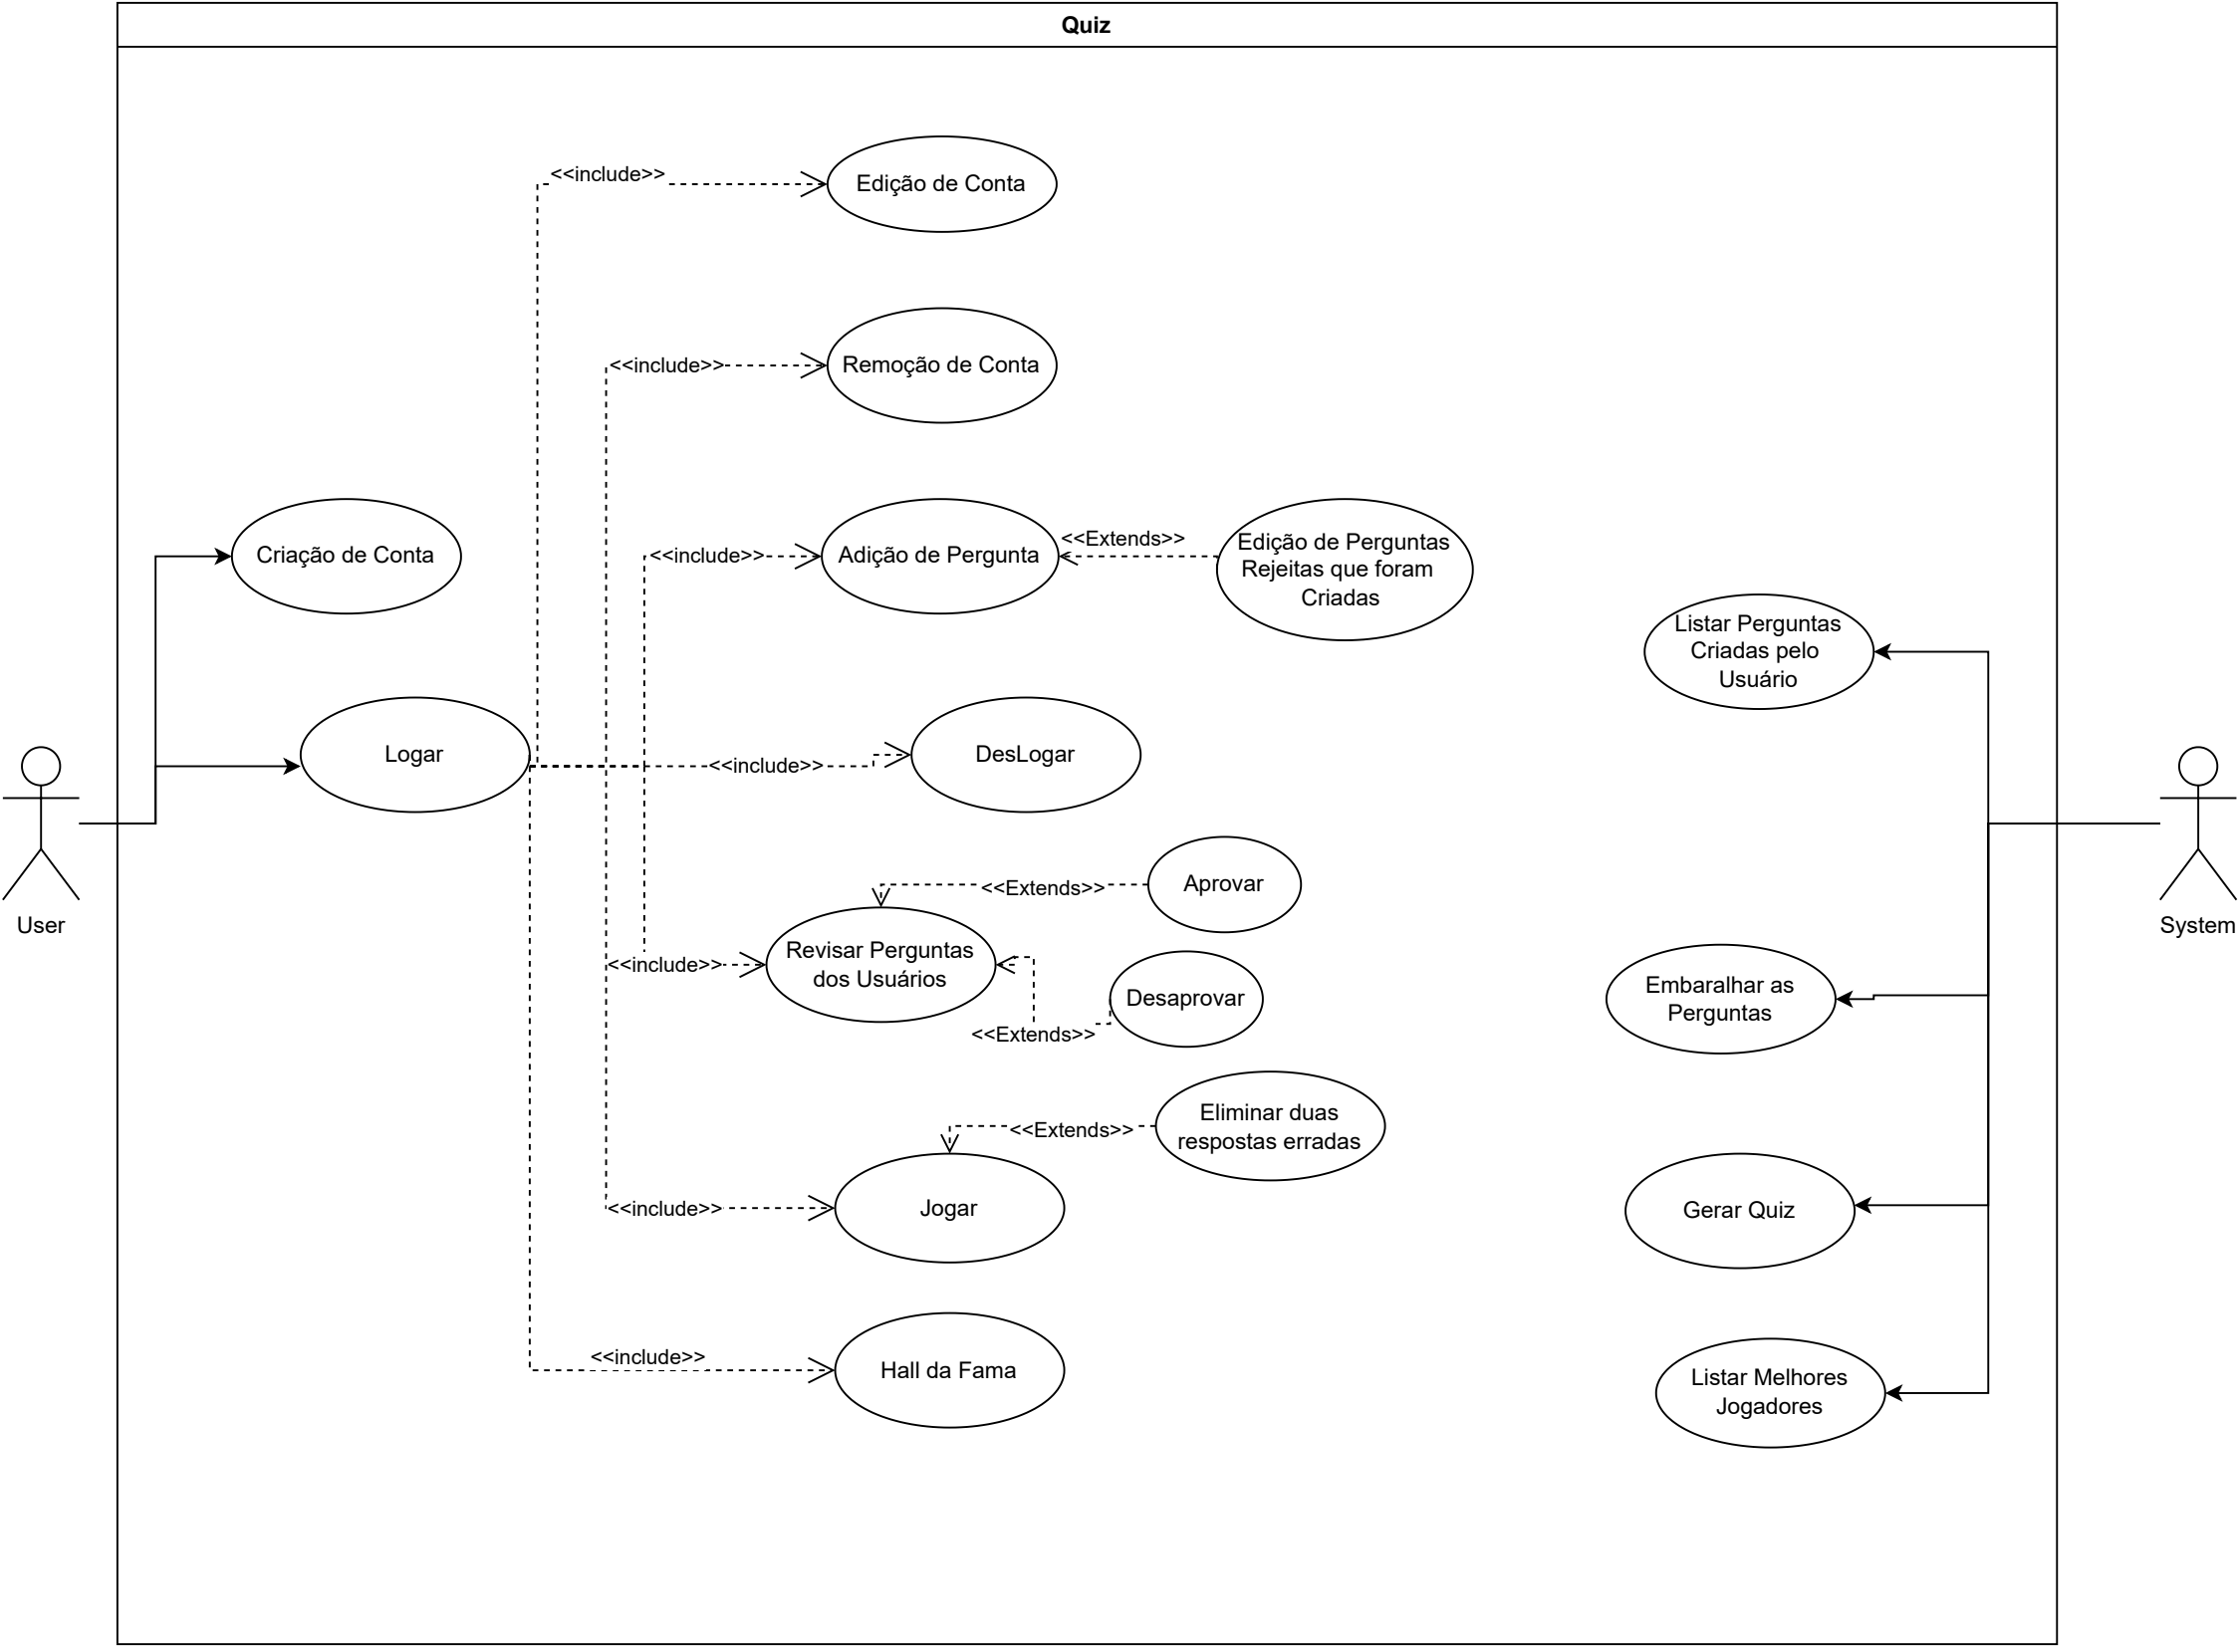 Quiz
<<include>>
Edição de Conta
<<include>>
Remoção de Conta
Criação de Conta
<<include>>
Adição de Pergunta
<<Extends>>
Edição de Perguntas
Rejeitas que foram
Criadas
Listar Perguntas
Criadas pelo
Usuário
Logar
<<include>>
DesLogar
User
System
<<Extends>>
Aprovar
<<include>>
Revisar Perguntas
dos Usuários
<<Extends>>
Desaprovar
Embaralhar as
Perguntas
<<Extends>>
Eliminar duas
respostas erradas
<<include>>
Jogar
Gerar Quiz
<<include>>
Hall da Fama
Listar Melhores
Jogadores